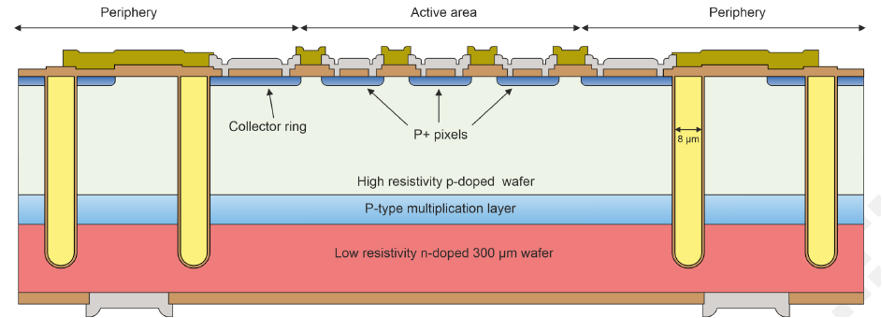 Periphery
Active area
Periphery
Collector ring
P+ pixels
8 µm
High resistivity p-doped wafer
P-type multiplication layer
Low resistivity n-doped 300 µm wafer